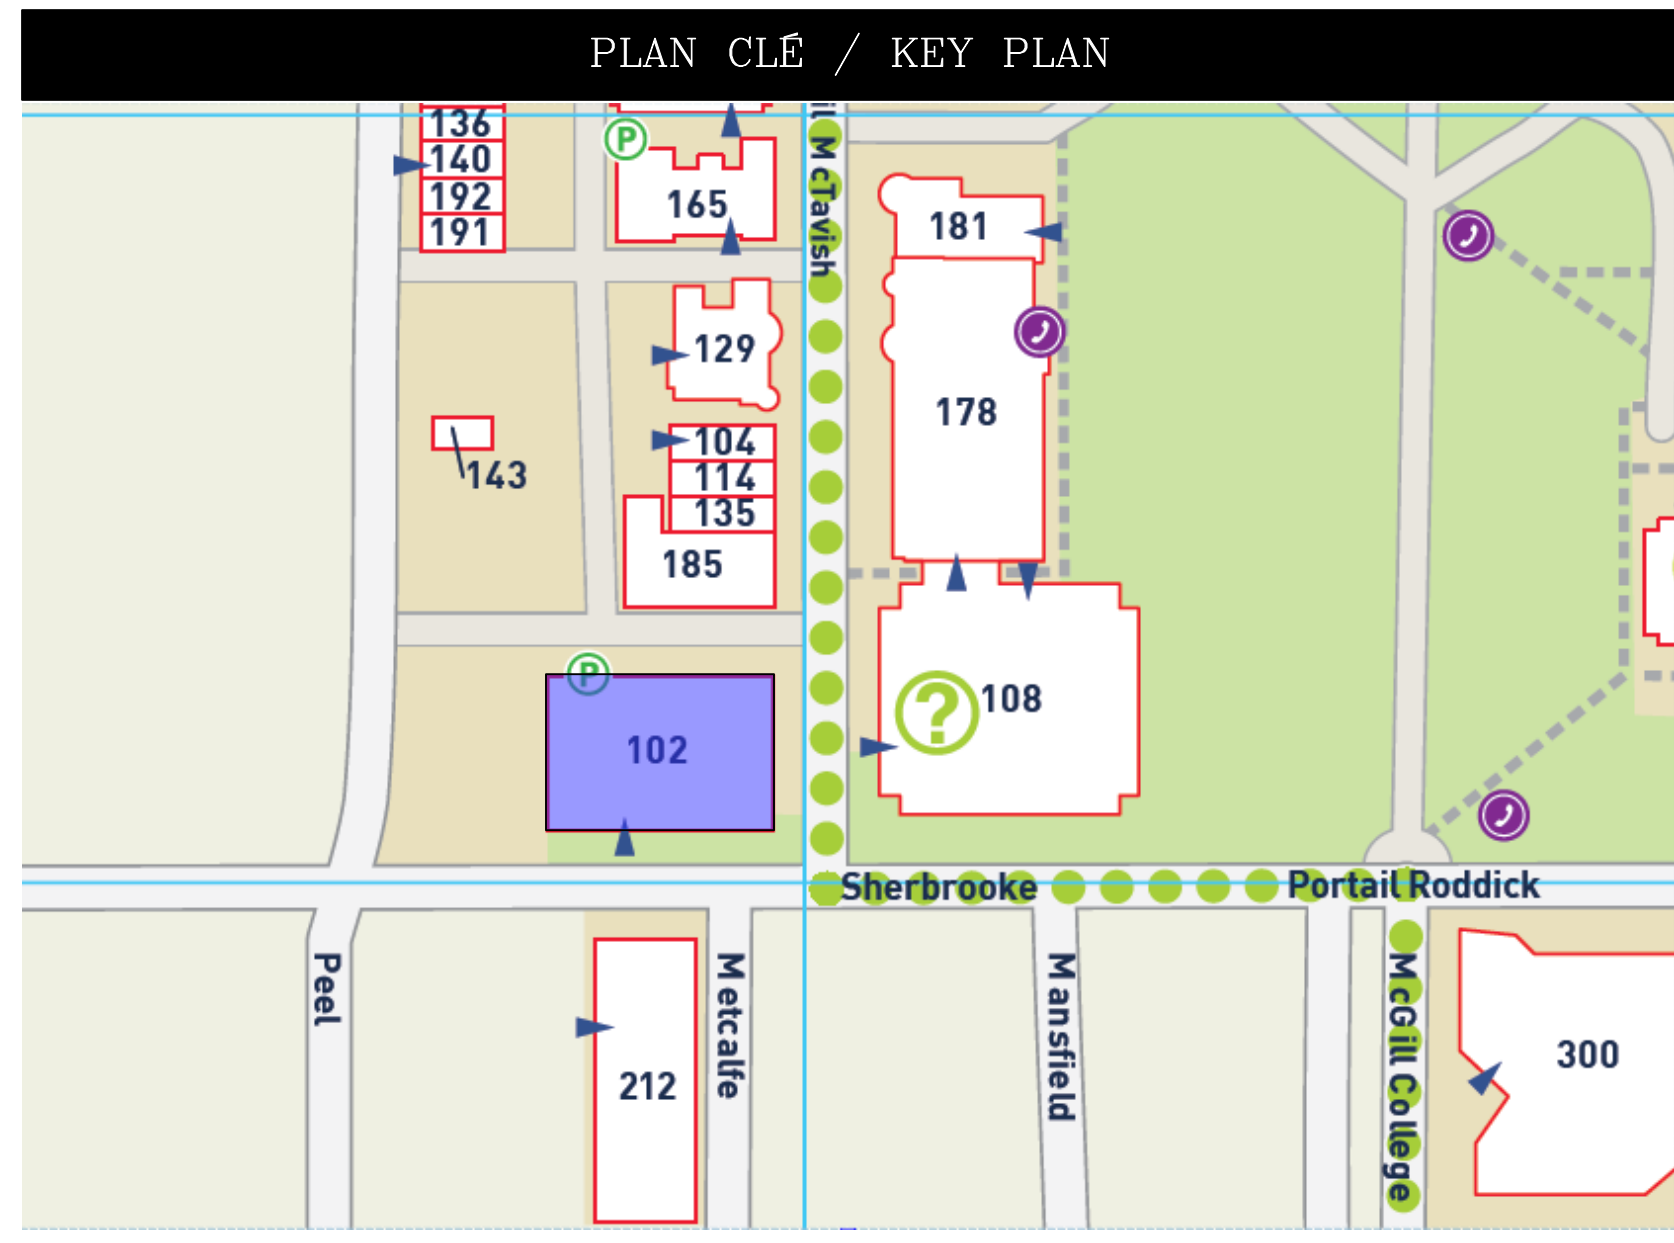 PLAN CLÉ / KEY PLAN
136
140
192
191
P
165
McTavish
181
129
178
104
114
135
143
185
P
102
?
108
Sherbrooke
Portail Roddick
Peel
Metcalfe
Mansfield
McGill College
212
300